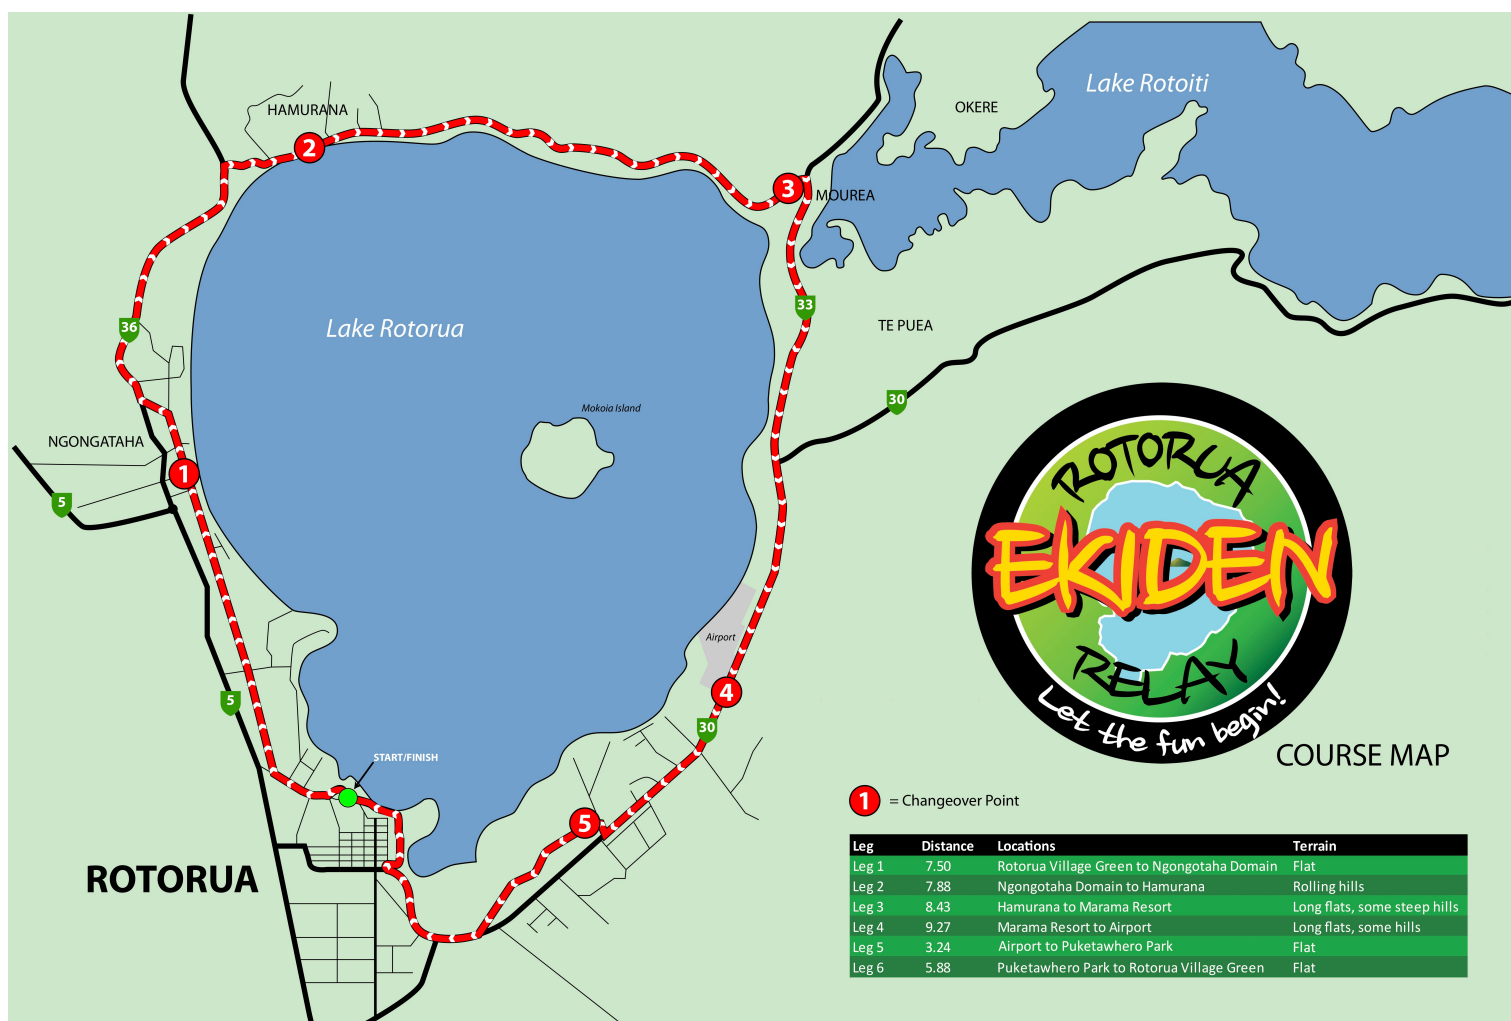 HAMURANA
2
Lake Rotoiti
OKERE
3
MOUREA
33
36
Lake Rotorua
TE PUEA
30
Mokoia Island
NGONGATAHA
1
5
ROTORUA
EKIDEN
RELAY
Let the fun begin!
COURSE MAP
Airport
4
5
30
START/FINISH
5
ROTORUA
1 = Changeover Point
Leg Distance Locations Terrain
Leg 1 7.50 Rotorua Village Green to Ngongotaha Domain Flat
Leg 2 7.88 Ngongotaha Domain to Hamurana Rolling hills
Leg 3 8.43 Hamurana to Marama Resort Long flats, some steep hills
Leg 4 9.27 Marama Resort to Airport Long flats, some hills
Leg 5 3.24 Airport to Puketawhero Park Flat
Leg 6 5.88 Puketawhero Park to Rotorua Village Green Flat